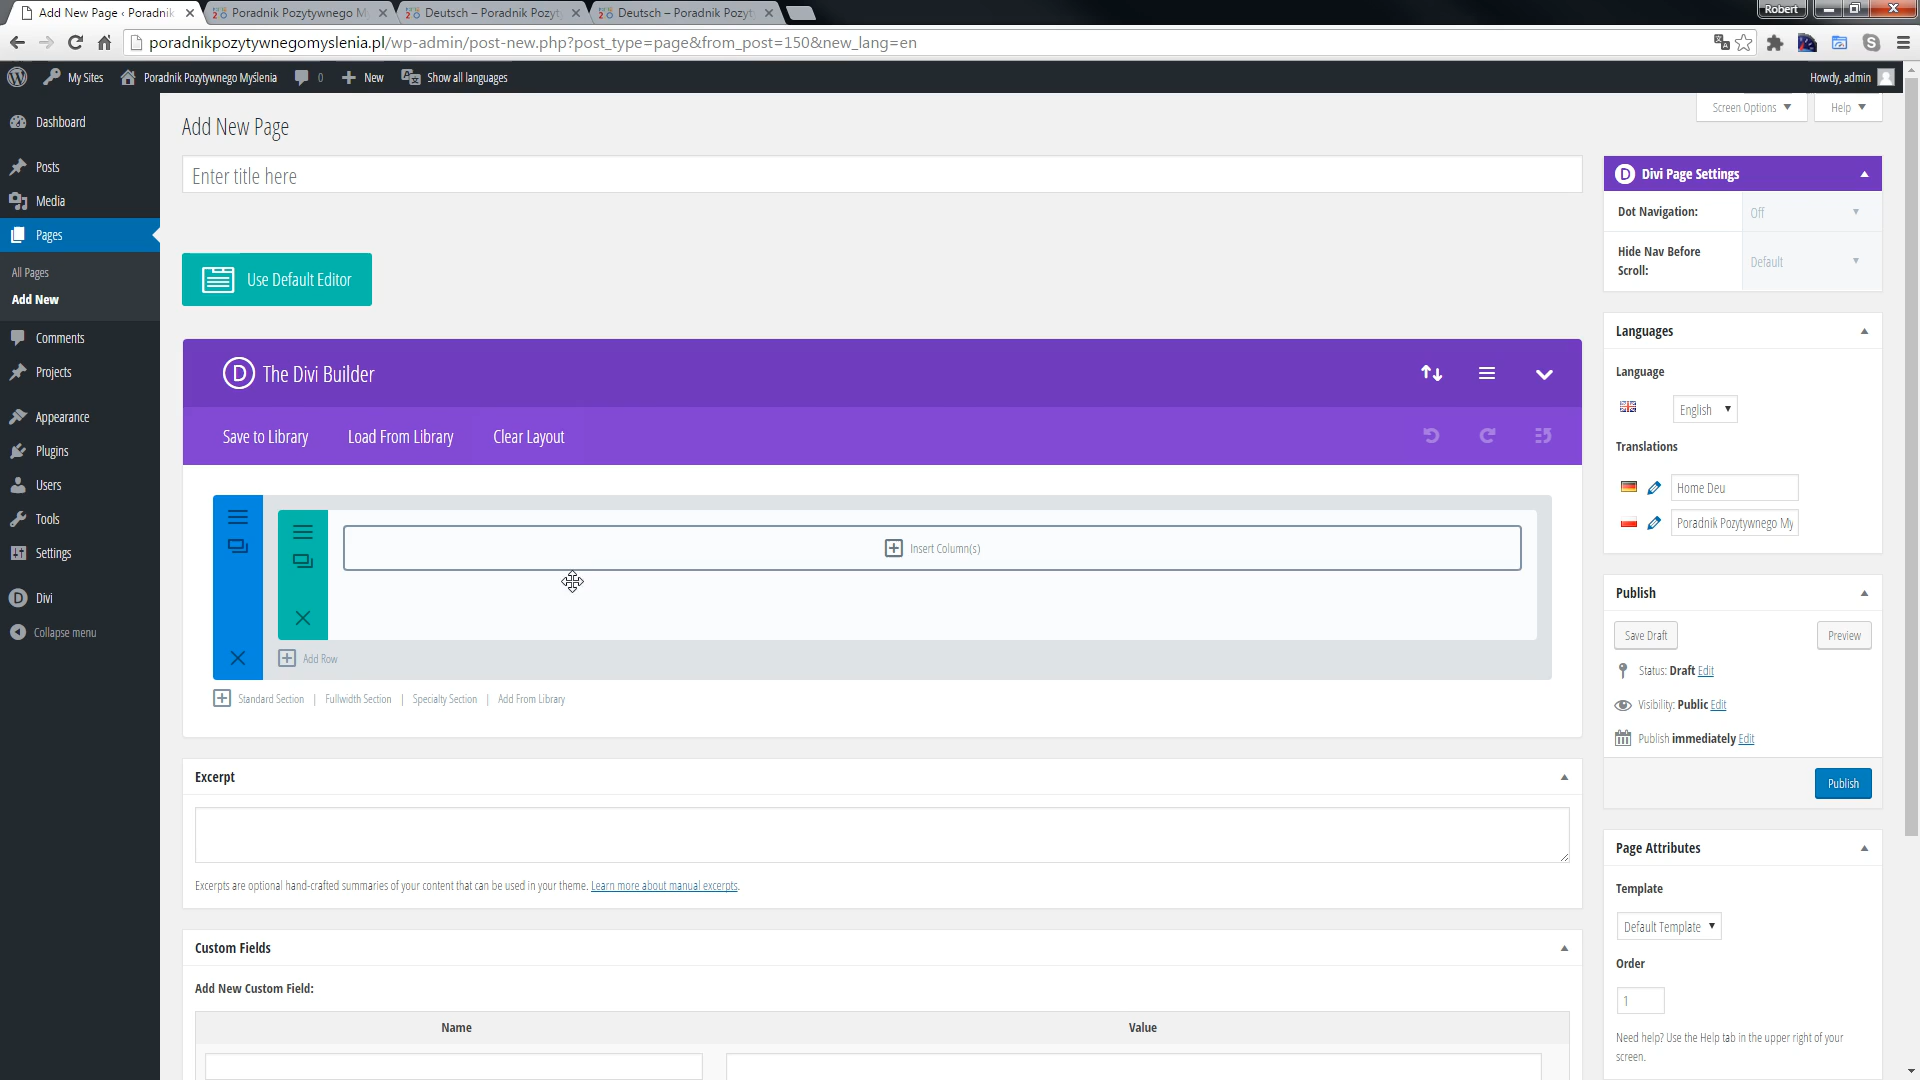 Add New Page ‹ Poradnik
Poradnik Pozytywnego M
Deutsch – Poradnik Pozyt
Deutsch – Poradnik Pozyt
Robert
poradnikpozytywnegomyslenia.pl/wp-admin/post-new.php?post_type=page&from_post=150&new_lang=en
My Sites
Poradnik Pozytywnego Myślenia
0
New
Show all languages
Howdy, admin
Dashboard
Posts
Media
Pages
All Pages
Add New
Comments
Projects
Appearance
Plugins
Users
Tools
Settings
Divi
Collapse menu
Screen Options
Help
Add New Page
Enter title here
Use Default Editor
D The Divi Builder
Save to Library
Load From Library
Clear Layout
Insert Column(s)
Add Row
Standard Section | Fullwidth Section | Specialty Section | Add From Library
Excerpt
Excerpts are optional hand-crafted summaries of your content that can be used in your theme. Learn more about manual excerpts.
Custom Fields
Add New Custom Field:
Name
Value
D Divi Page Settings
Dot Navigation:
Off
Hide Nav Before
Scroll:
Default
Languages
Language
English
Translations
Home Deu
Poradnik Pozytywnego My
Publish
Save Draft
Preview
Status: Draft Edit
Visibility: Public Edit
Publish immediately Edit
Publish
Page Attributes
Template
Default Template
Order
1
Need help? Use the Help tab in the upper right of your
screen.